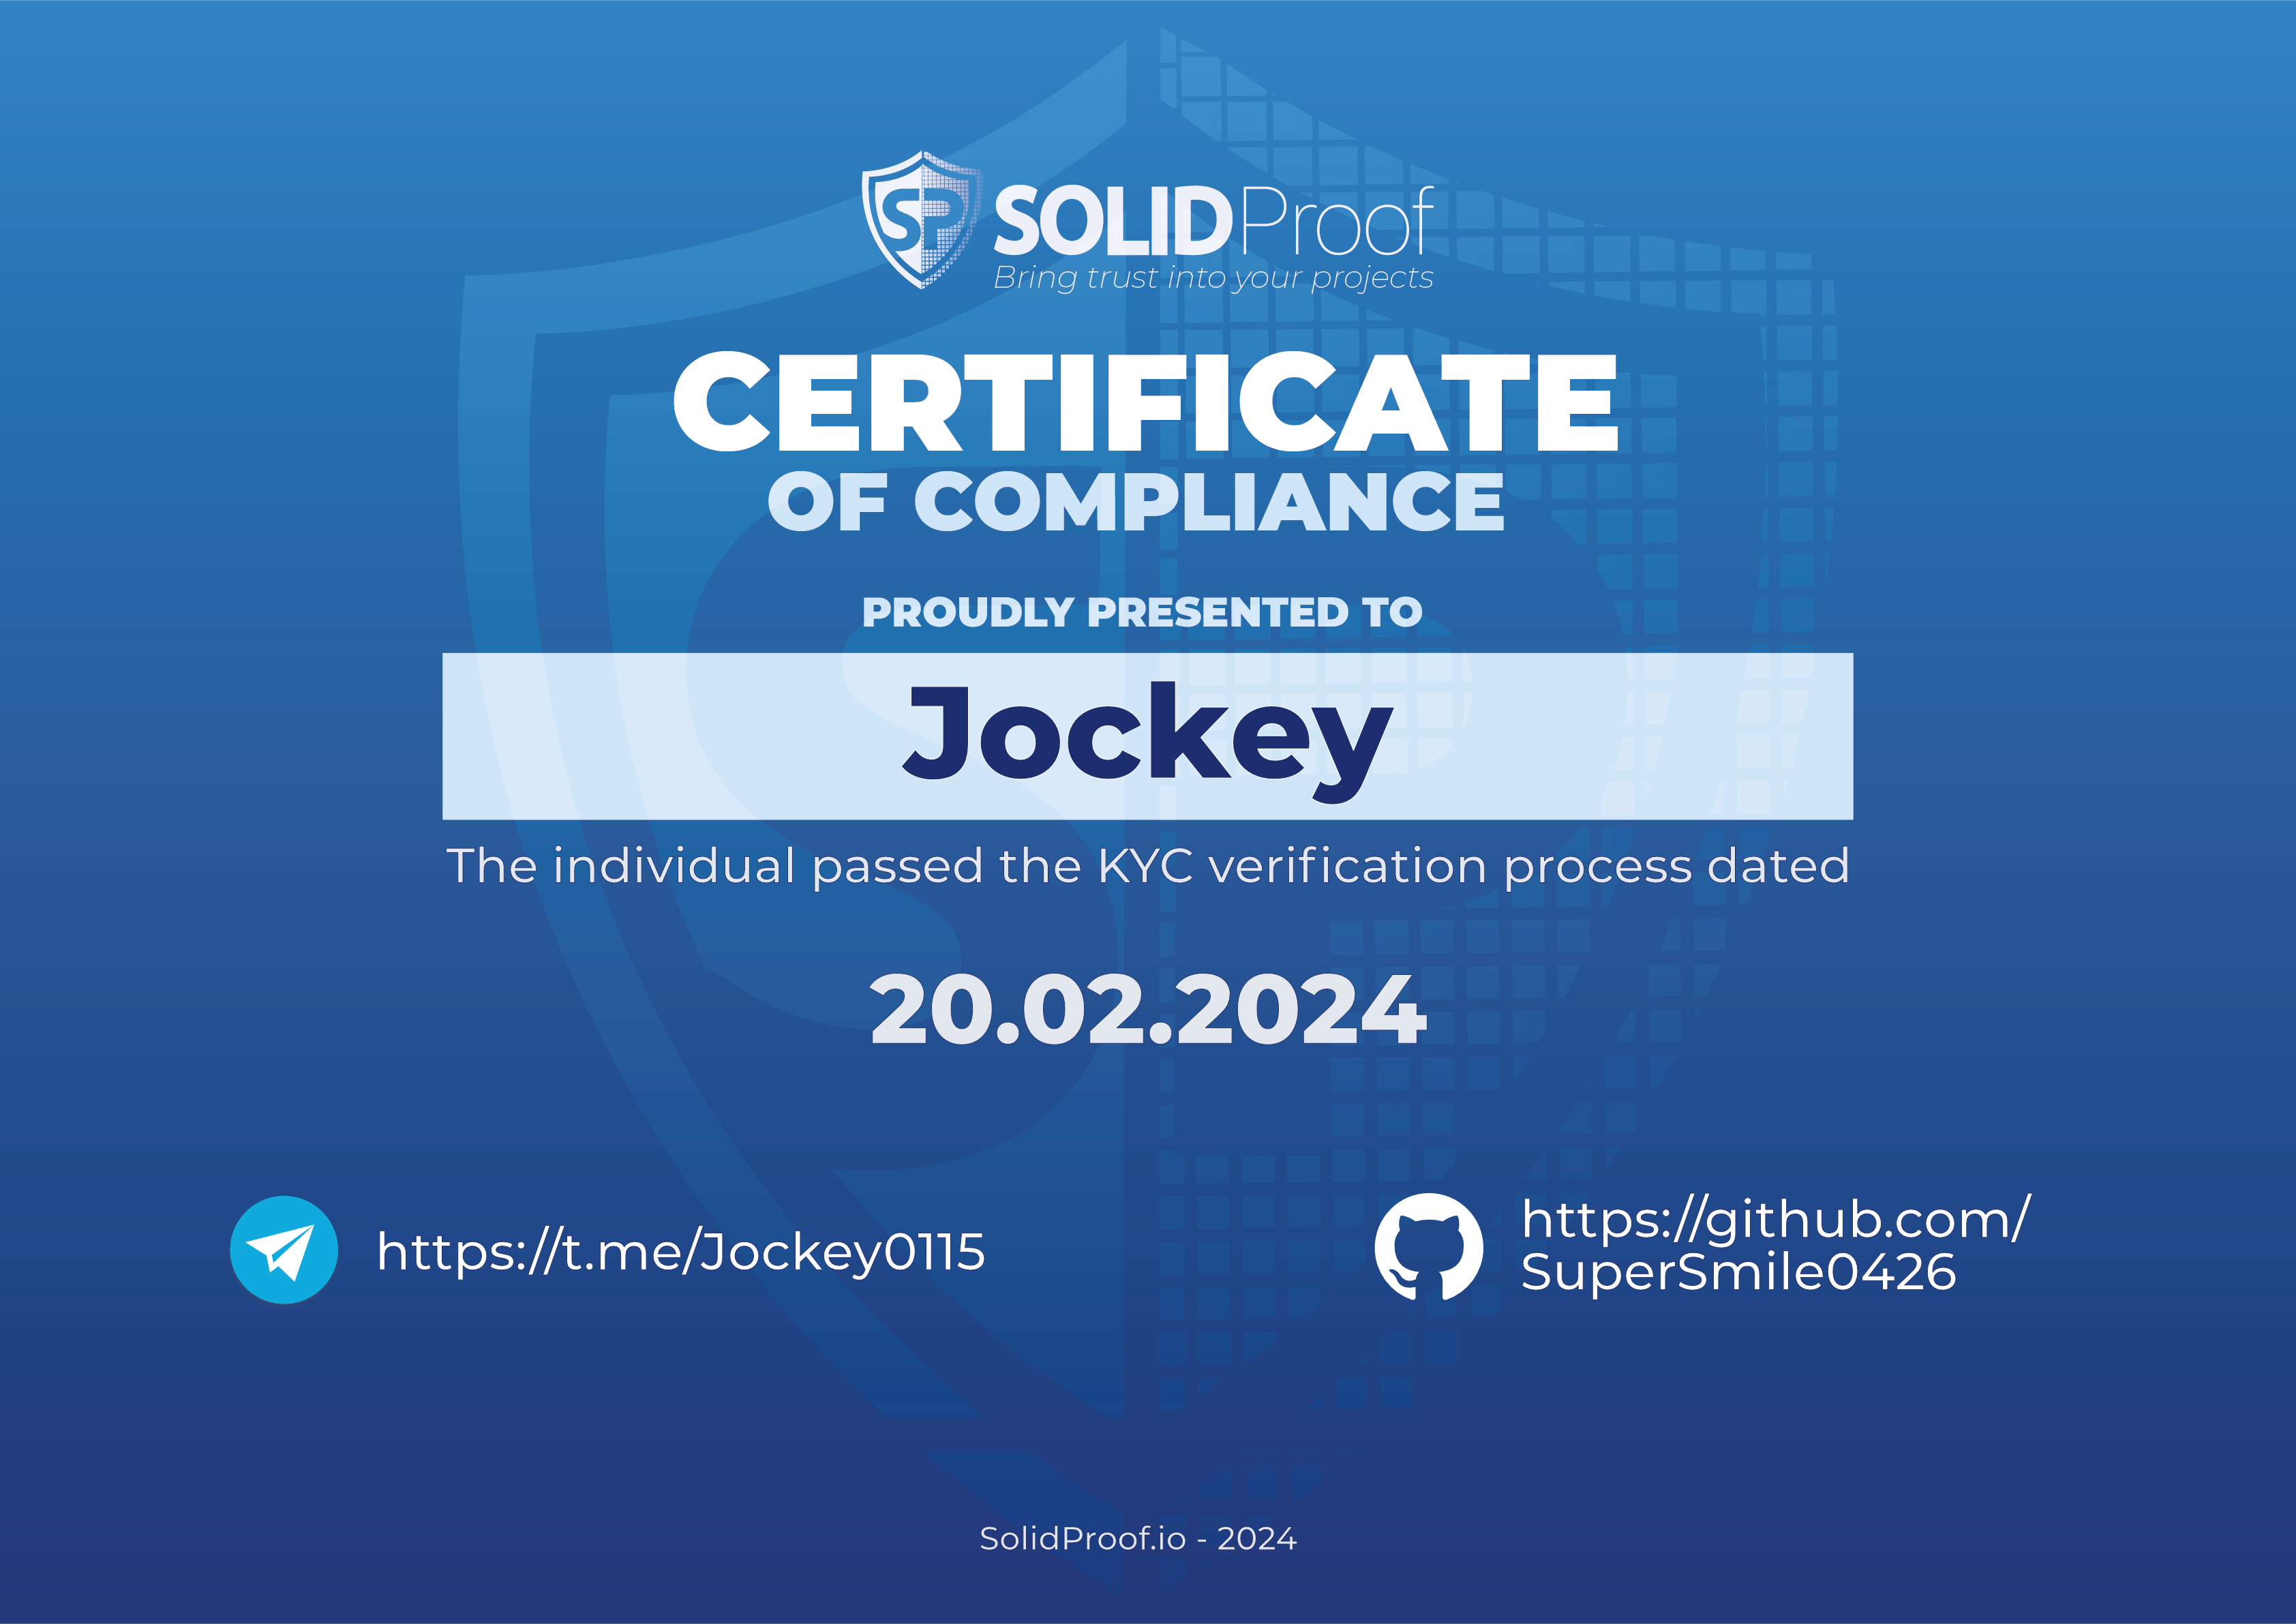 SP SOLIDProof
Bring trust into your projects
CERTIFICATE
OF COMPLIANCE
PROUDLY PRESENTED TO
Jockey
The individual passed the KYC verification process dated
20.02.2024
https://t.me/Jockey0115
https://github.com/
SuperSmile0426
SolidProof.io - 2024